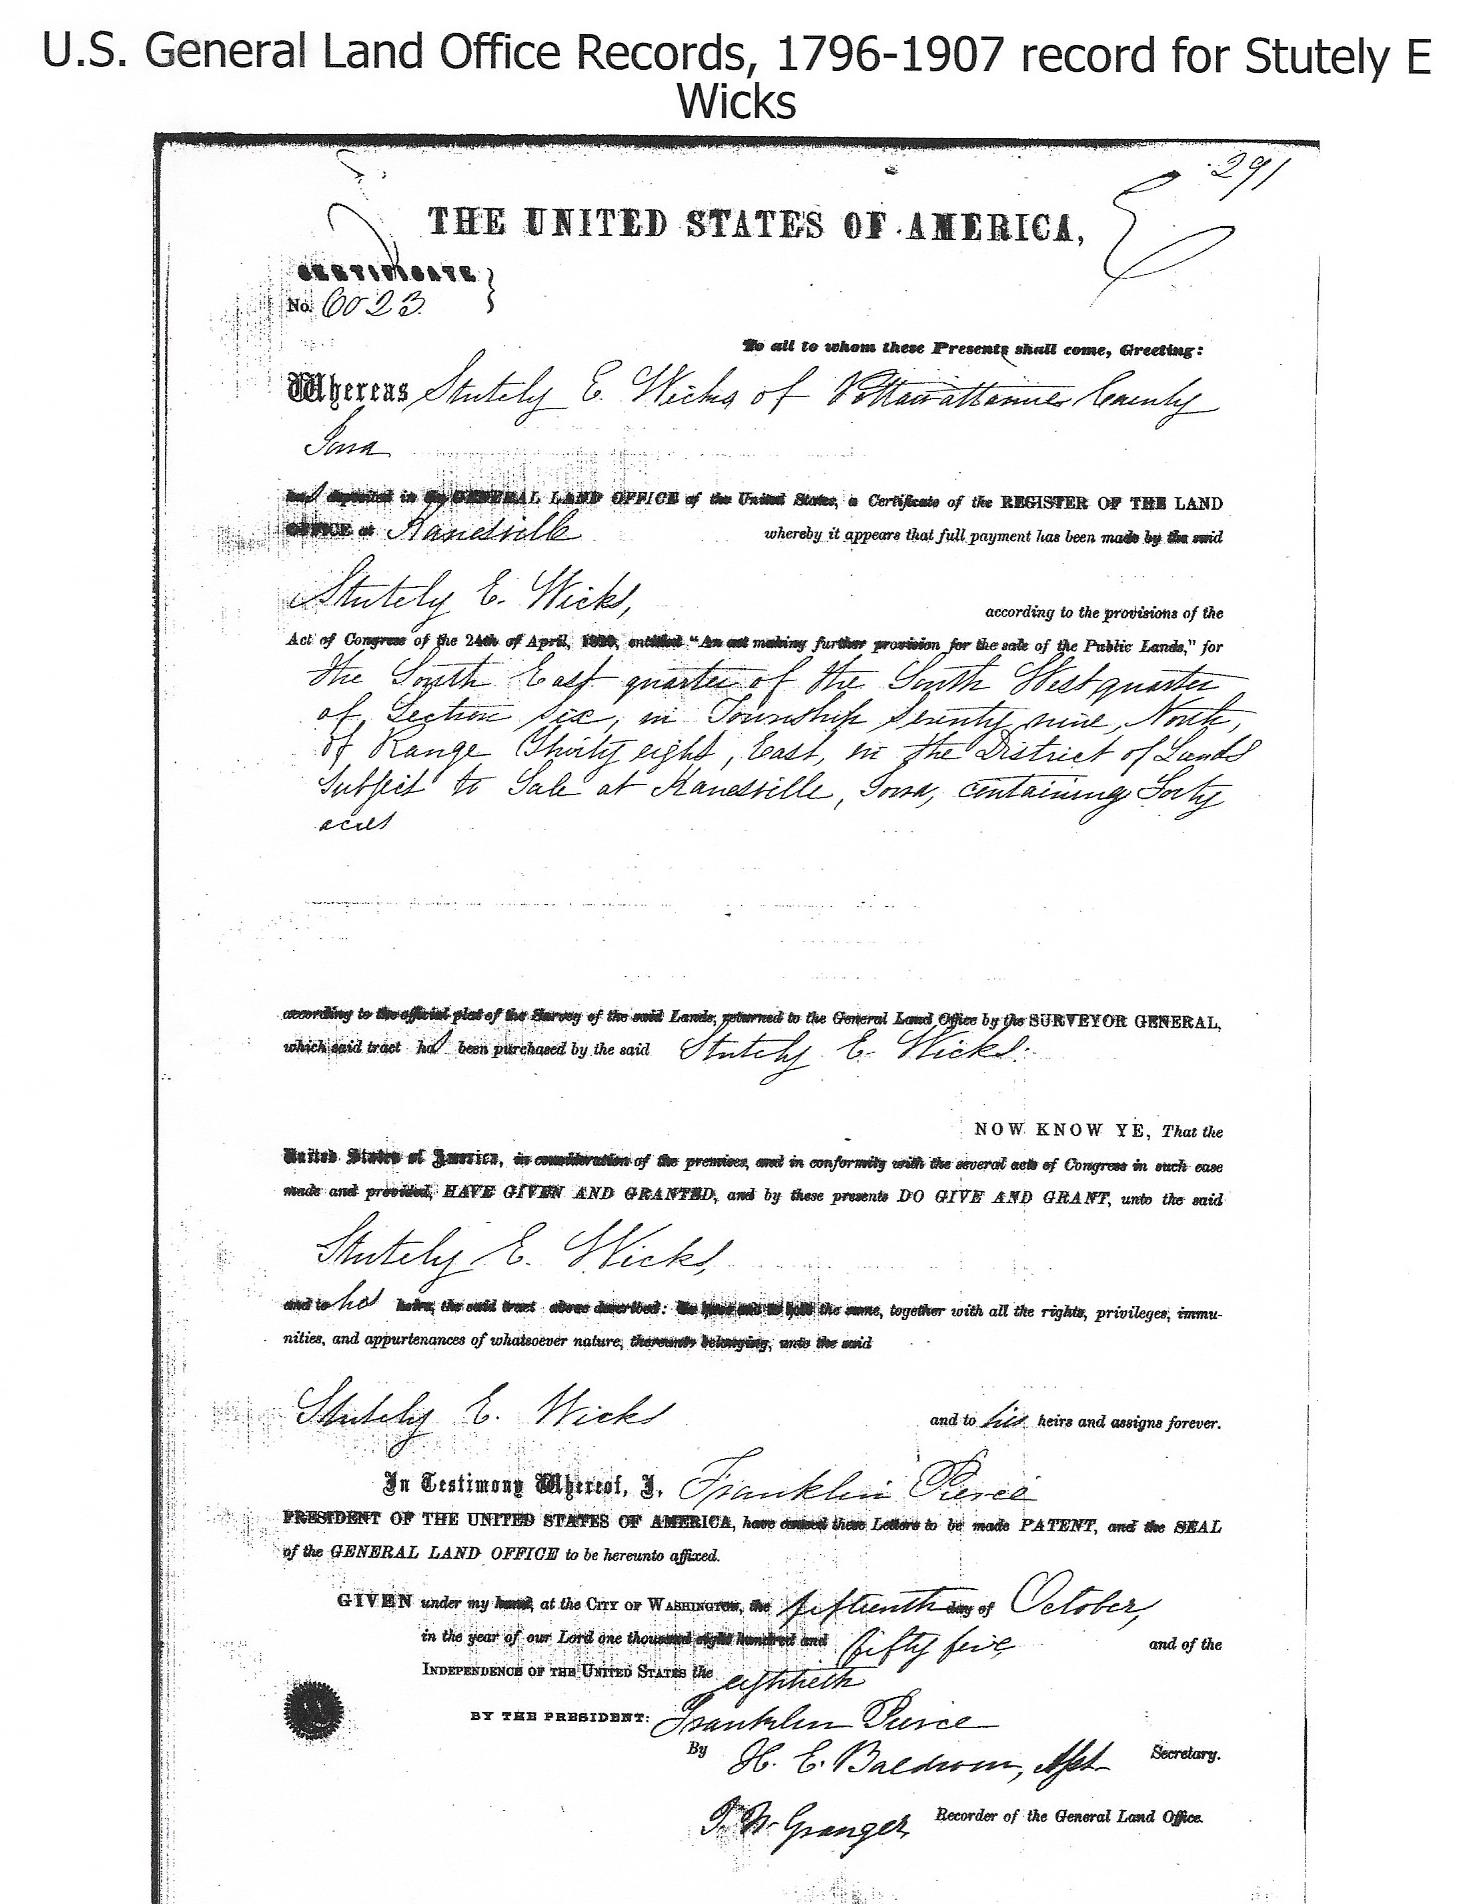 U.S. General Land Office Records, 1796-1907 record for Stutely E
Wicks
291
THE UNITED STATES OF AMERICA,
CERTIFICATE
No. 6023
To all to whom these Presents shall come, Greeting:
Whereas Stutely E. Wicks of Pottawattamie County
Iowa
has deposited in the GENERAL LAND OFFICE of the United States, a Certificate of the REGISTER OF THE LAND
OFFICE at Kanesville whereby it appears that full payment has been made by the said
Stutely E. Wicks, according to the provisions of the
Act of Congress of the 24th of April, 1820, entitled "An act making further provision for the sale of the Public Lands," for
the South East quarter of the South West quarter
of Section six, in Township seventy nine, North,
of Range Thirty eight, East, in the District of Lands
subject to Sale at Kanesville, Iowa, containing Forty
acres
according to the official plat of the Survey of the said Lands, returned to the General Land Office by the SURVEYOR GENERAL,
which said tract has been purchased by the said Stutely E. Wicks.
NOW KNOW YE, That the
United States of America, in consideration of the premises, and in conformity with the several acts of Congress in such case
made and provided, HAVE GIVEN AND GRANTED, and by these presents DO GIVE AND GRANT, unto the said
Stutely E. Wicks,
and to his heirs, the said tract above described: To have and to hold the same, together with all the rights, privileges, immu-
nities, and appurtenances of whatsoever nature, thereunto belonging, unto the said
Stutely E. Wicks and to his heirs and assigns forever.
In Testimony Whereof, I, Franklin Pierce
PRESIDENT OF THE UNITED STATES OF AMERICA, have caused these Letters to be made PATENT, and the SEAL
of the GENERAL LAND OFFICE to be hereunto affixed.
GIVEN under my hand, at the CITY OF WASHINGTON, the fifteenth day of October,
in the year of our Lord one thousand eight hundred and fifty five and of the
INDEPENDENCE OF THE UNITED STATES the eightieth
BY THE PRESIDENT: Franklin Pierce
By H. E. Baldwin, Asst. Secretary.
J. N. Granger, Recorder of the General Land Office.